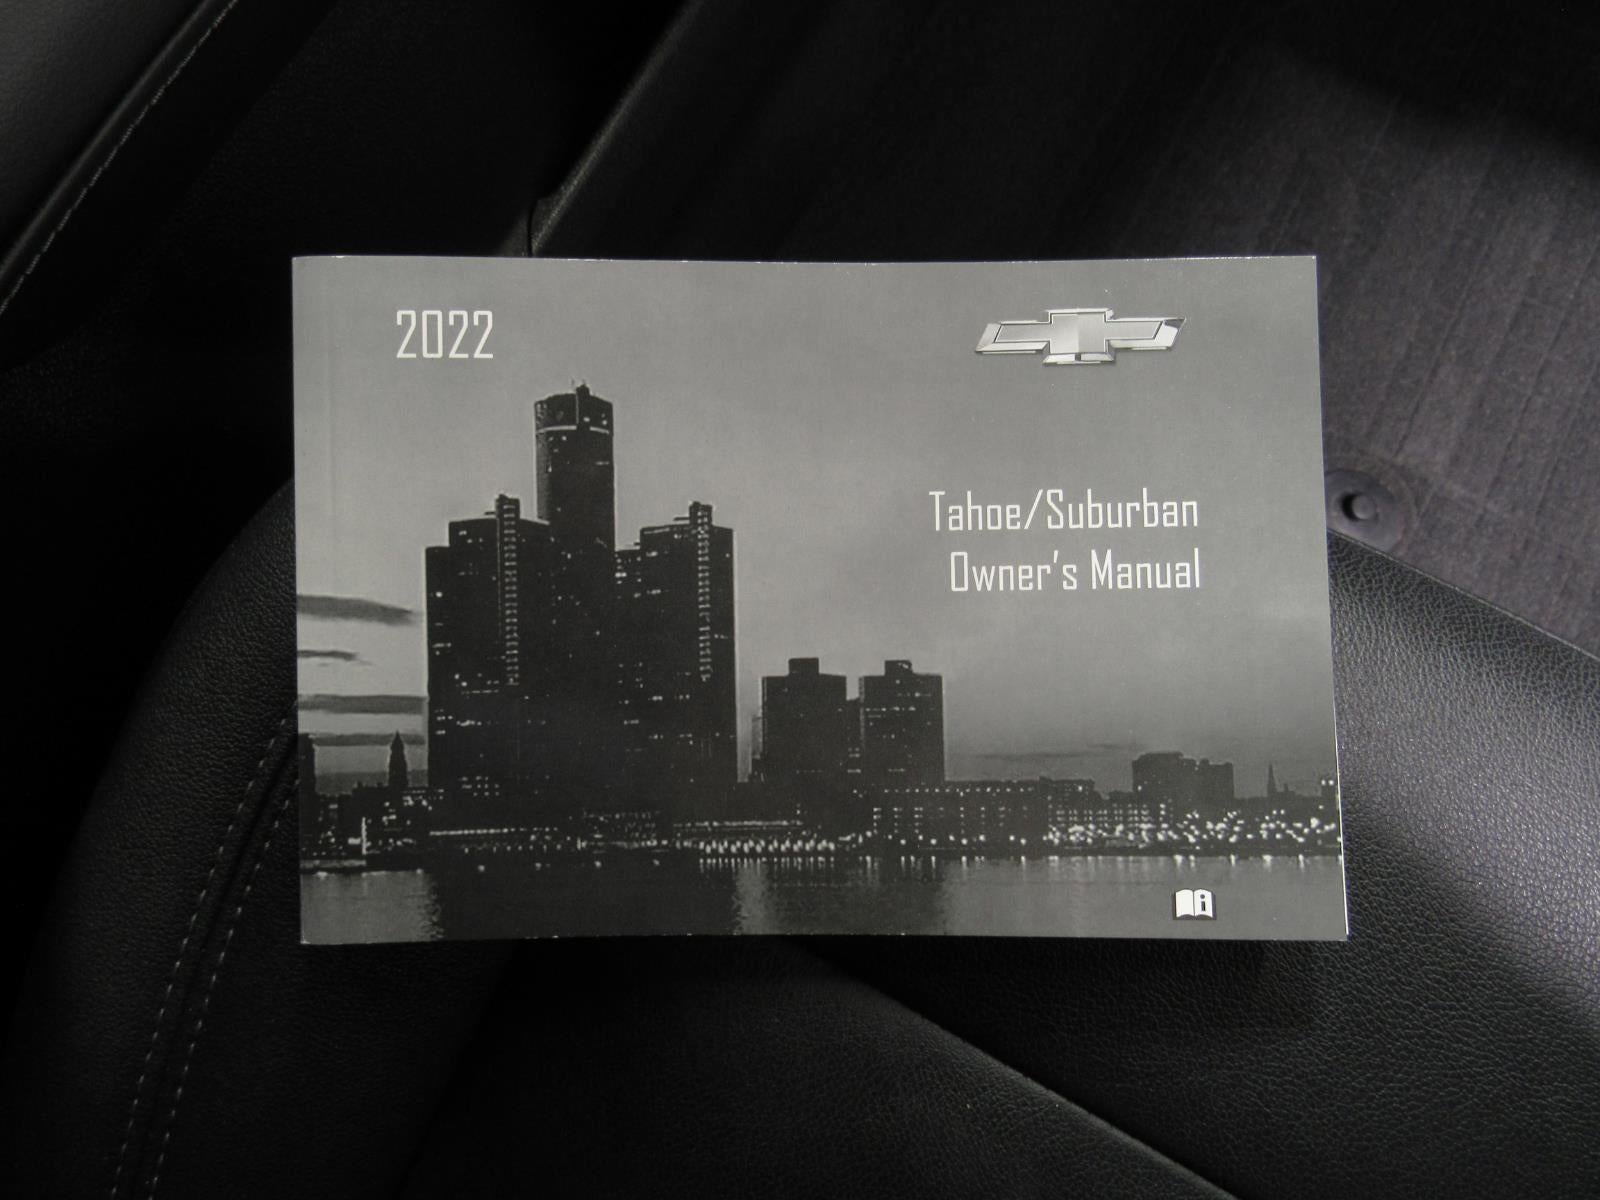 2022
Tahoe/Suburban
Owner's Manual
i